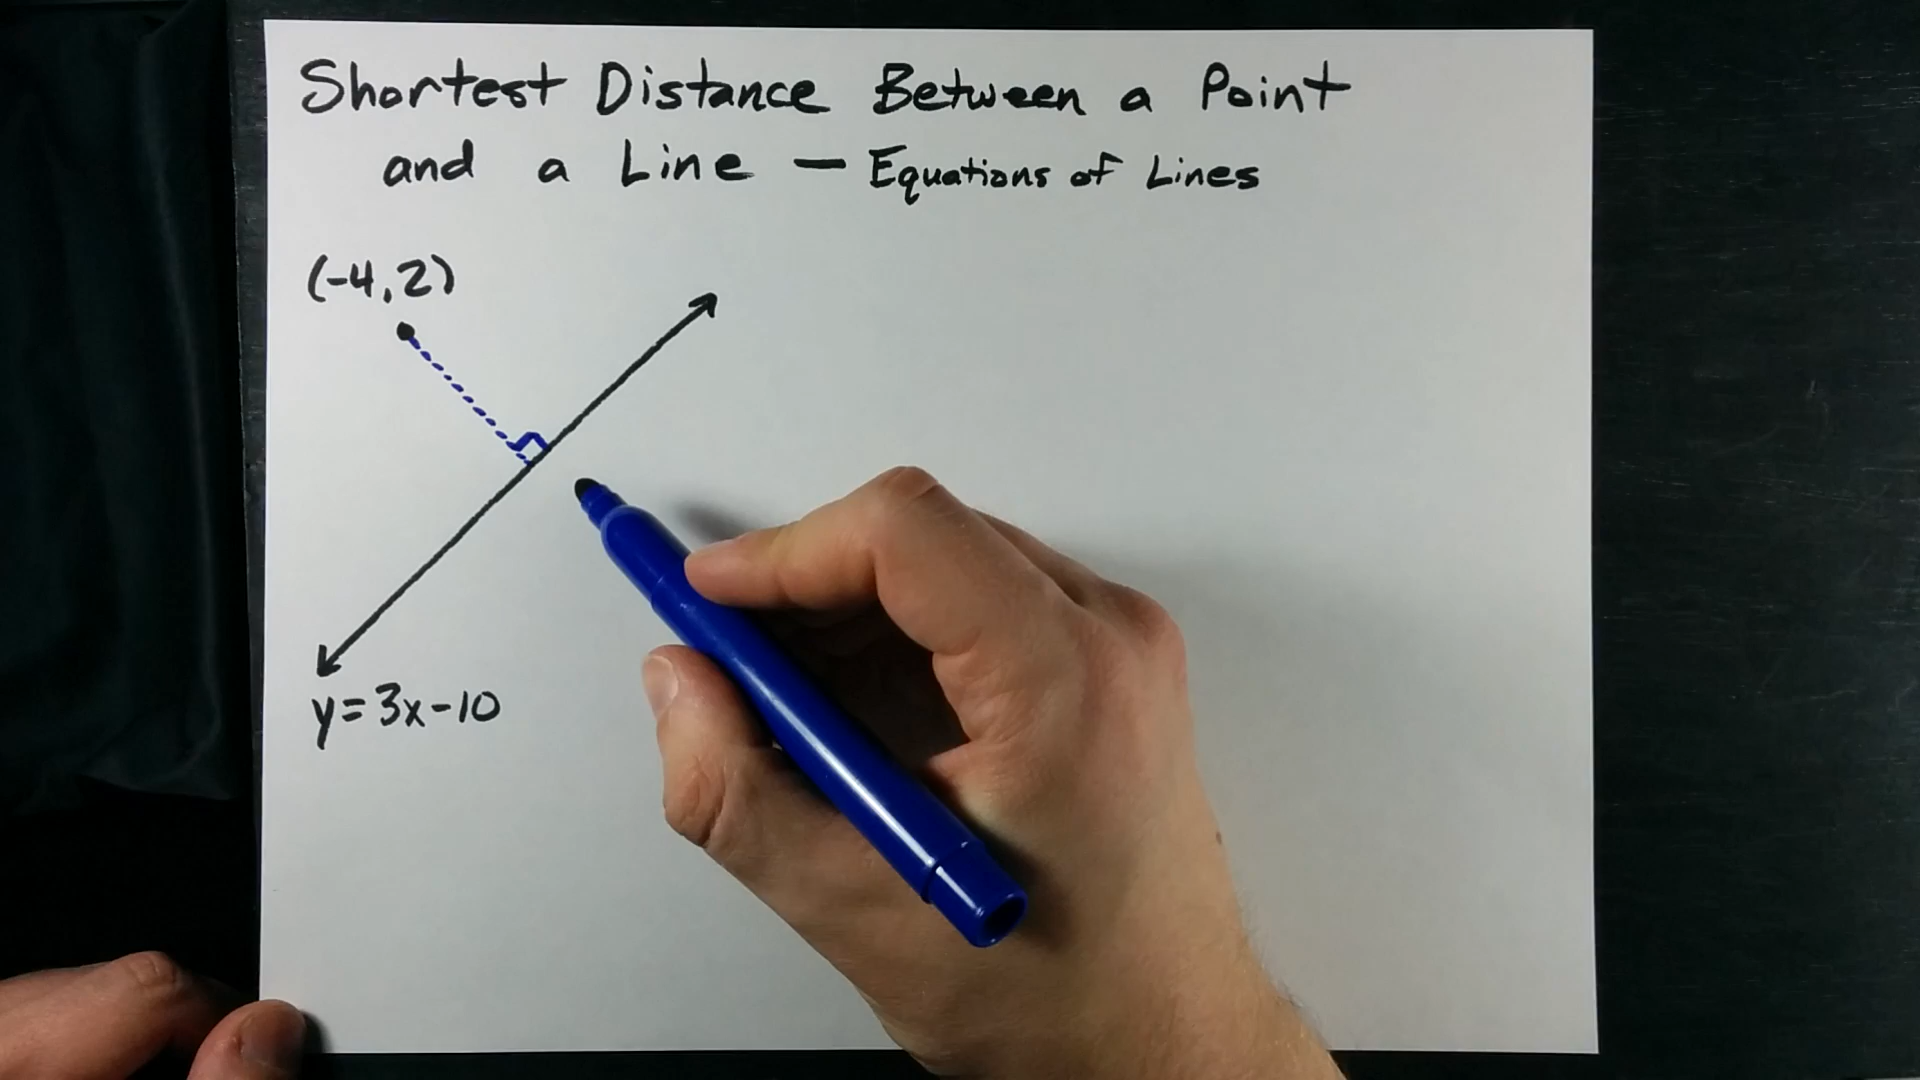 Shortest Distance Between a Point
and a Line — Equations of Lines
(-4,2)
y=3x-10